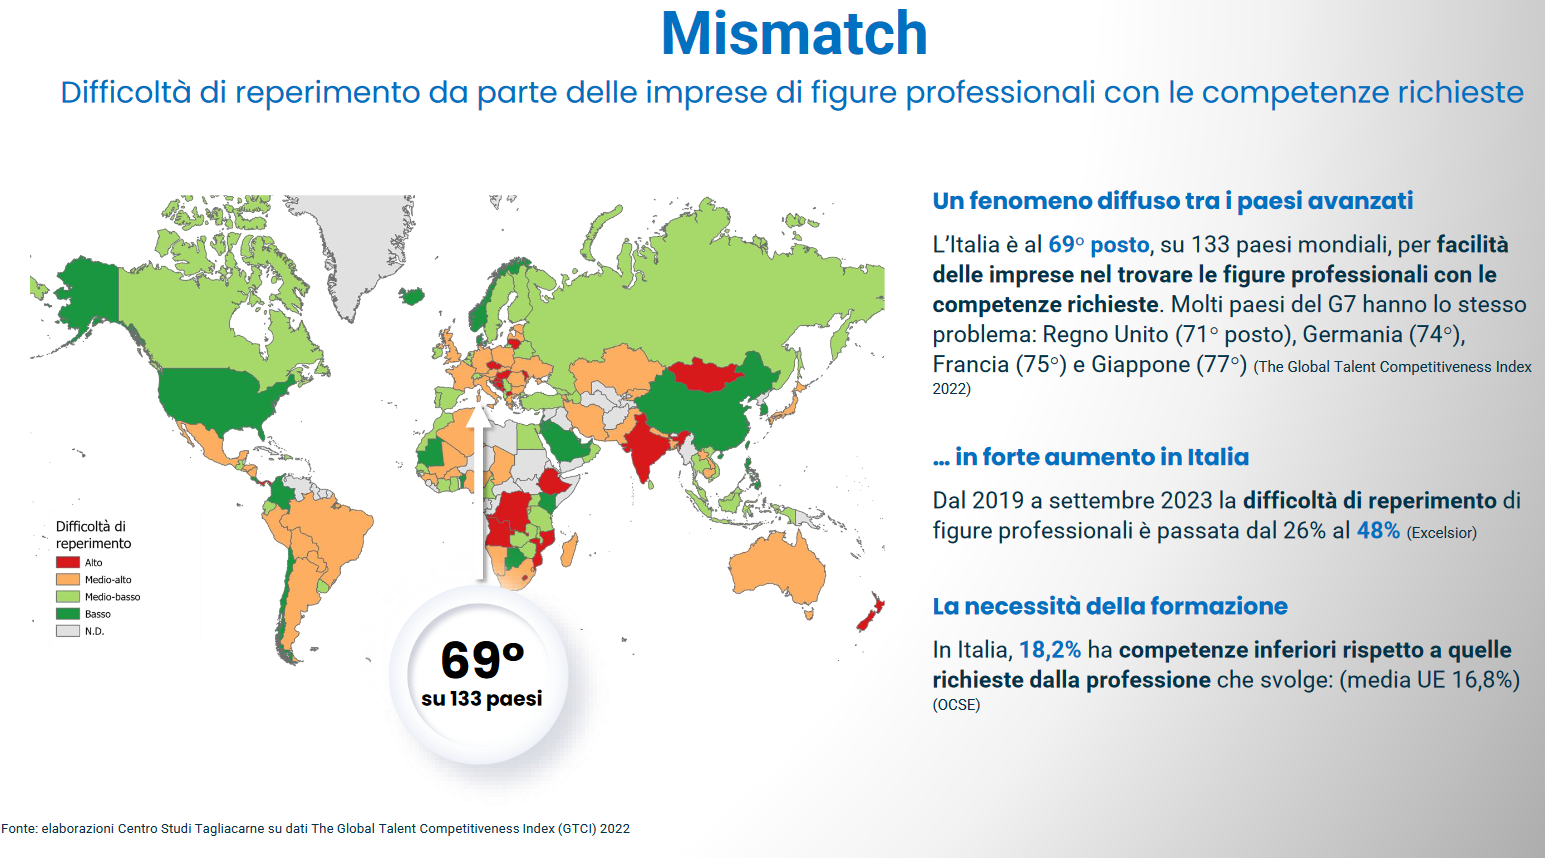 Mismatch
Difficoltà di reperimento da parte delle imprese di figure professionali con le competenze richieste
Un fenomeno diffuso tra i paesi avanzati
L'Italia è al 69° posto, su 133 paesi mondiali, per facilità
delle imprese nel trovare le figure professionali con le
competenze richieste. Molti paesi del G7 hanno lo stesso
problema: Regno Unito (71° posto), Germania (74°),
Francia (75°) e Giappone (77°) (The Global Talent Competitiveness Index
2022)
... in forte aumento in Italia
Dal 2019 a settembre 2023 la difficoltà di reperimento di
figure professionali è passata dal 26% al 48% (Excelsior)
La necessità della formazione
In Italia, 18,2% ha competenze inferiori rispetto a quelle
richieste dalla professione che svolge: (media UE 16,8%)
(OCSE)
Difficoltà di
reperimento
Alto
Medio-alto
Medio-basso
Basso
N.D.
69°
su 133 paesi
Fonte: elaborazioni Centro Studi Tagliacarne su dati The Global Talent Competitiveness Index (GTCI) 2022